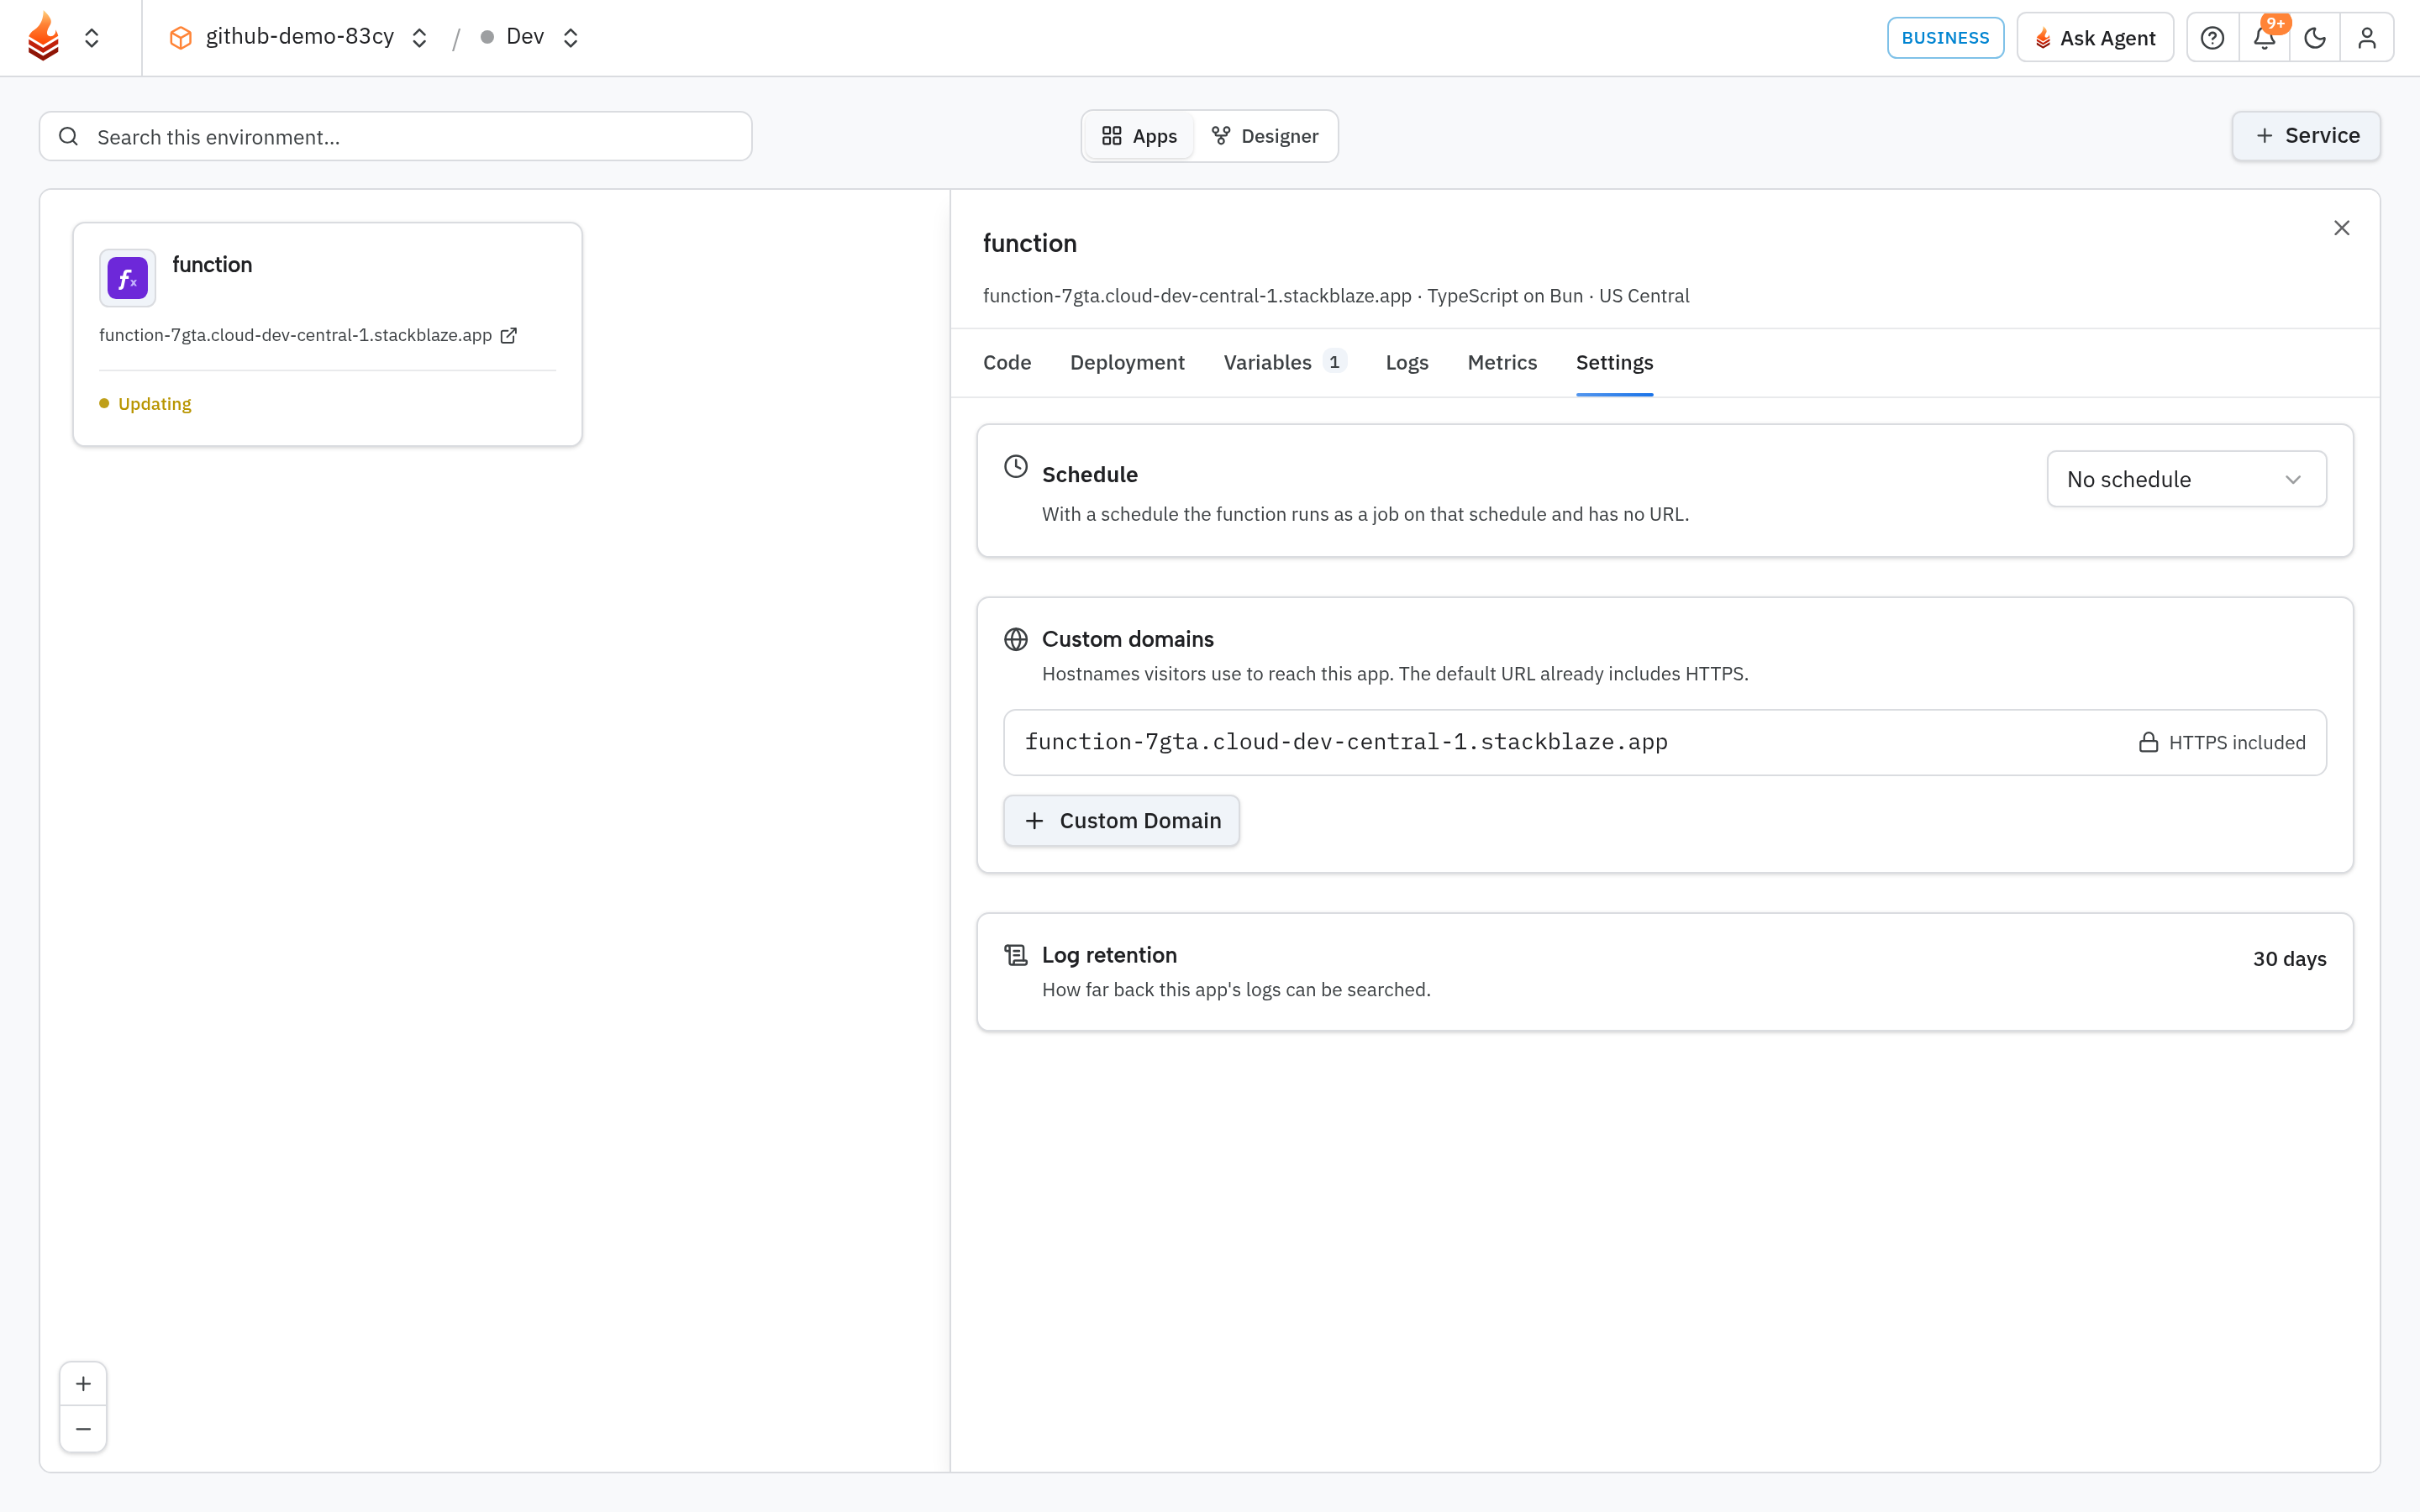 github-demo-83cy / Dev
BUSINESS
Ask Agent
9+
Search this environment...
Apps
Designer
+ Service
function
function-7gta.cloud-dev-central-1.stackblaze.app
Updating
function
function-7gta.cloud-dev-central-1.stackblaze.app · TypeScript on Bun · US Central
Code Deployment Variables 1 Logs Metrics Settings
Schedule
No schedule
With a schedule the function runs as a job on that schedule and has no URL.
Custom domains
Hostnames visitors use to reach this app. The default URL already includes HTTPS.
function-7gta.cloud-dev-central-1.stackblaze.app
HTTPS included
+ Custom Domain
Log retention
30 days
How far back this app's logs can be searched.